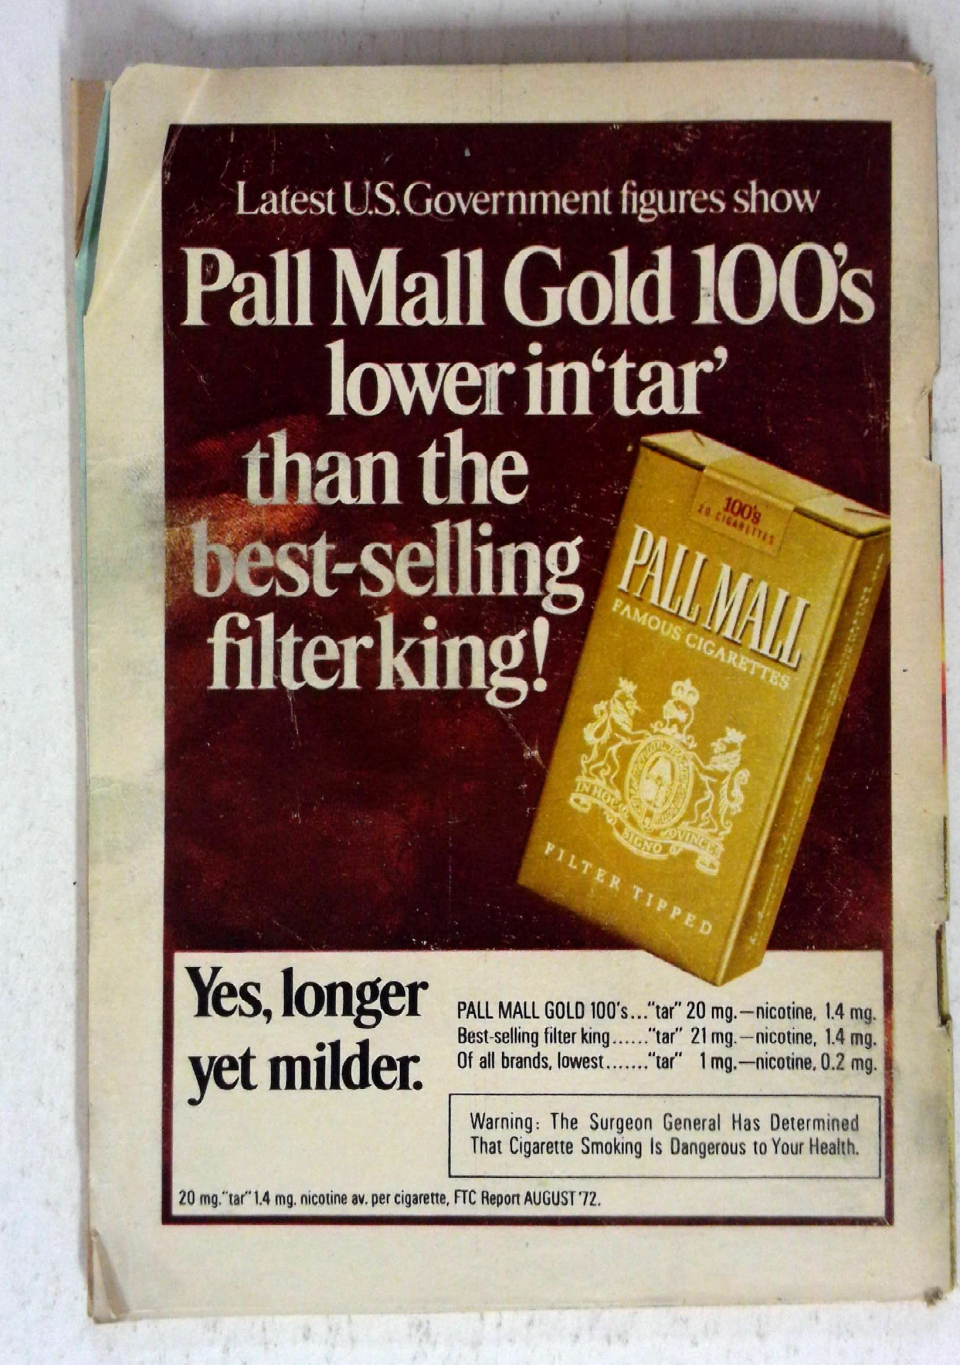 Latest U.S. Government figures show
Pall Mall Gold 100's
lower in 'tar'
than the
best-selling
filter king!
100's
20 CIGARETTES
PALL MALL
FAMOUS CIGARETTES
IN HOC
SIGNO
VINCES
FILTER TIPPED
Yes, longer
yet milder.
PALL MALL GOLD 100's..."tar" 20 mg.—nicotine, 1.4 mg.
Best-selling filter king......"tar" 21 mg.—nicotine, 1.4 mg.
Of all brands, lowest......."tar" 1 mg.—nicotine, 0.2 mg.
Warning: The Surgeon General Has Determined
That Cigarette Smoking Is Dangerous to Your Health.
20 mg. "tar" 1.4 mg. nicotine av. per cigarette, FTC Report AUGUST '72.